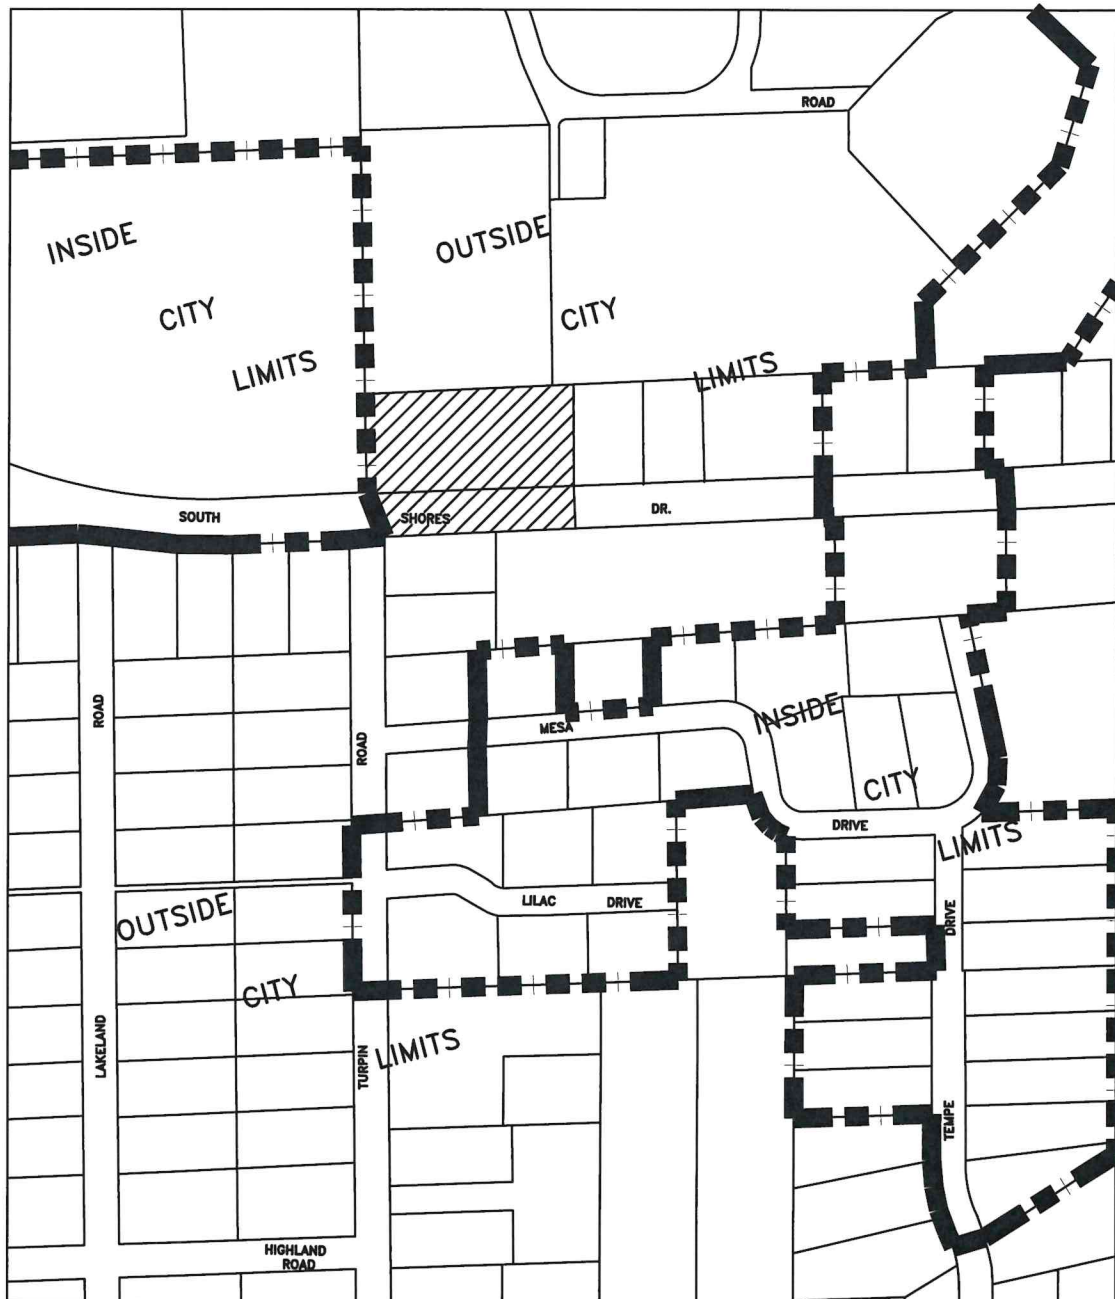 ROAD
INSIDE
CITY
LIMITS
OUTSIDE
CITY
LIMITS
SOUTH
SHORES
DR.
ROAD
ROAD
MESA
INSIDE
CITY
LIMITS
DRIVE
LILAC
DRIVE
DRIVE
OUTSIDE
CITY
LIMITS
LAKELAND
TURPIN
TEMPE
HIGHLAND
ROAD